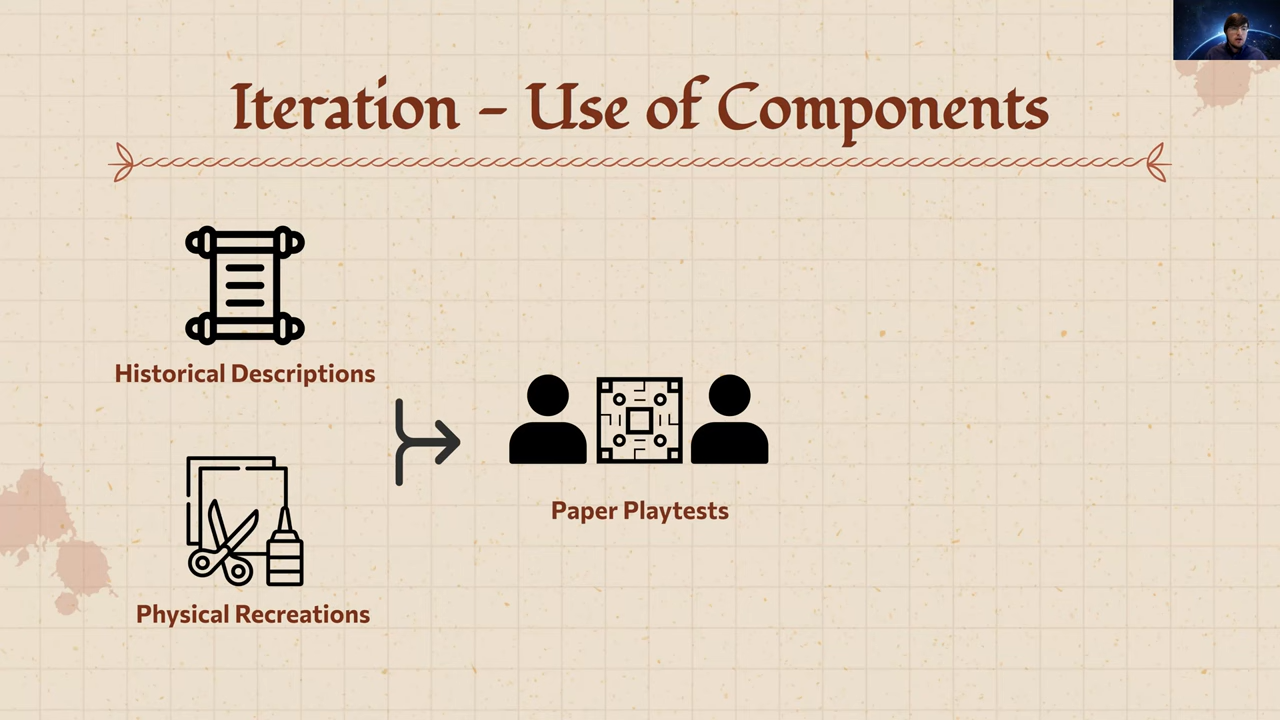 Iteration - Use of Components
Historical Descriptions
Physical Recreations
Paper Playtests